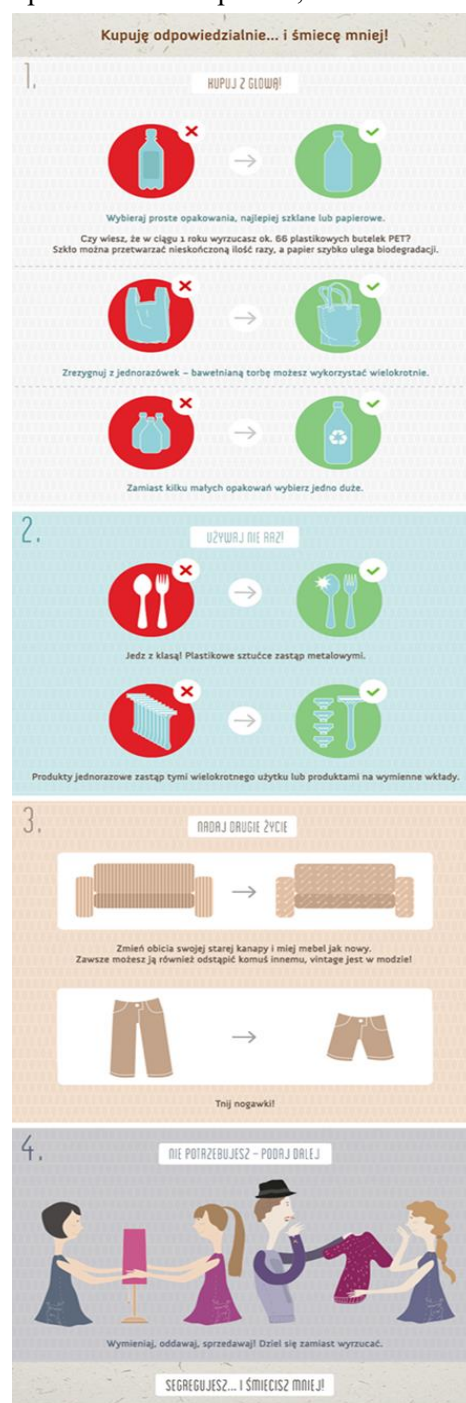 Kupuję odpowiedzialnie... i śmiecę mniej!
1.
KUPUJ Z GŁOWĄ!
Wybieraj proste opakowania, najlepiej szklane lub papierowe.
Czy wiesz, że w ciągu 1 roku wyrzucasz ok. 66 plastikowych butelek PET?
Szkło można przetwarzać nieskończoną ilość razy, a papier szybko ulega biodegradacji.
Zrezygnuj z jednorazówek – bawełnianą torbę możesz wykorzystać wielokrotnie.
Zamiast kilku małych opakowań wybierz jedno duże.
2.
UŻYWAJ NIE RAZ!
Jedz z klasą! Plastikowe sztućce zastąp metalowymi.
Produkty jednorazowe zastąp tymi wielokrotnego użytku lub produktami na wymienne wkłady.
3.
NADAJ DRUGIE ŻYCIE
Zmień obicia swojej starej kanapy i miej mebel jak nowy.
Zawsze możesz ją również odstąpić komuś innemu, vintage jest w modzie!
Tnij nogawki!
4.
NIE POTRZEBUJESZ – PODAJ DALEJ
Wymieniaj, oddawaj, sprzedawaj! Dziel się zamiast wyrzucać.
SEGREGUJESZ... I ŚMIECISZ MNIEJ!